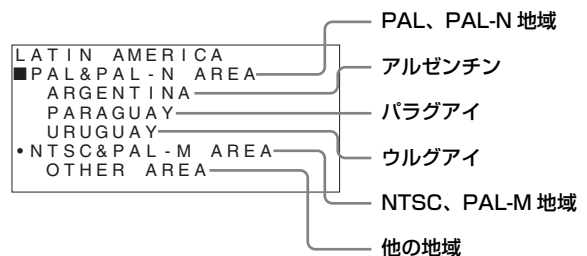 LATIN AMERICA
■PAL&PAL-N AREA
ARGENTINA
PARAGUAY
URUGUAY
•NTSC&PAL-M AREA
OTHER AREA
PAL、PAL-N 地域
アルゼンチン
パラグアイ
ウルグアイ
NTSC、PAL-M 地域
他の地域